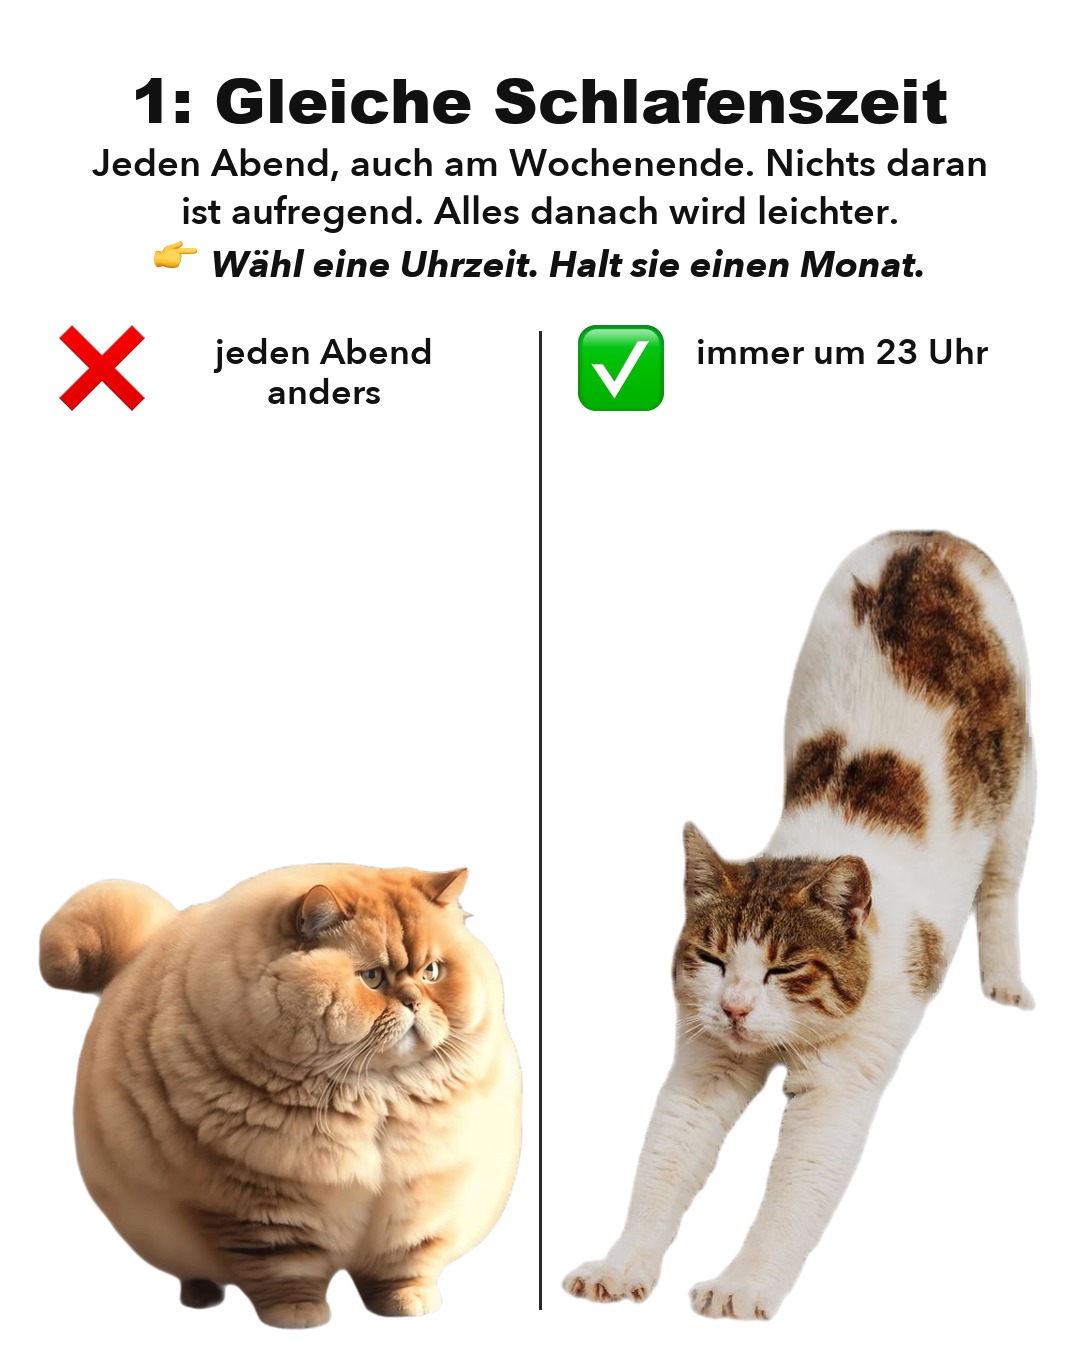 1: Gleiche Schlafenszeit
Jeden Abend, auch am Wochenende. Nichts daran
ist aufregend. Alles danach wird leichter.
👉 Wähl eine Uhrzeit. Halt sie einen Monat.
❌ jeden Abend
anders
✅ immer um 23 Uhr